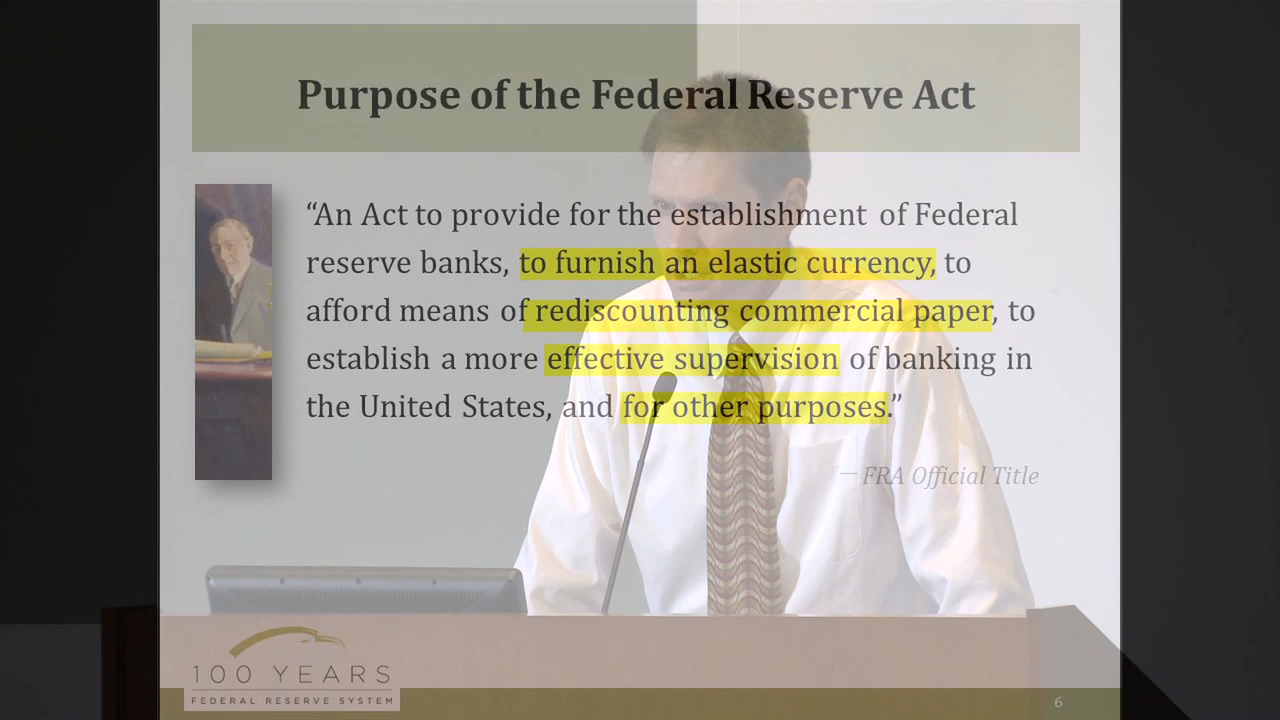 Purpose of the Federal Reserve Act
“An Act to provide for the establishment of Federal
reserve banks, to furnish an elastic currency, to
afford means of rediscounting commercial paper, to
establish a more effective supervision of banking in
the United States, and for other purposes.”
— FRA Official Title
100 YEARS
FEDERAL RESERVE SYSTEM
6